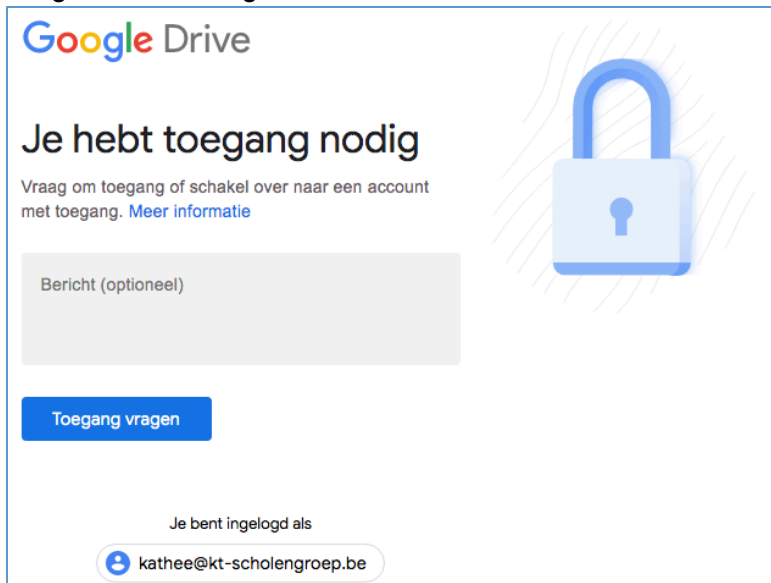 Google Drive
Je hebt toegang nodig
Vraag om toegang of schakel over naar een account
met toegang. Meer informatie
Bericht (optioneel)
Toegang vragen
Je bent ingelogd als
kathee@kt-scholengroep.be